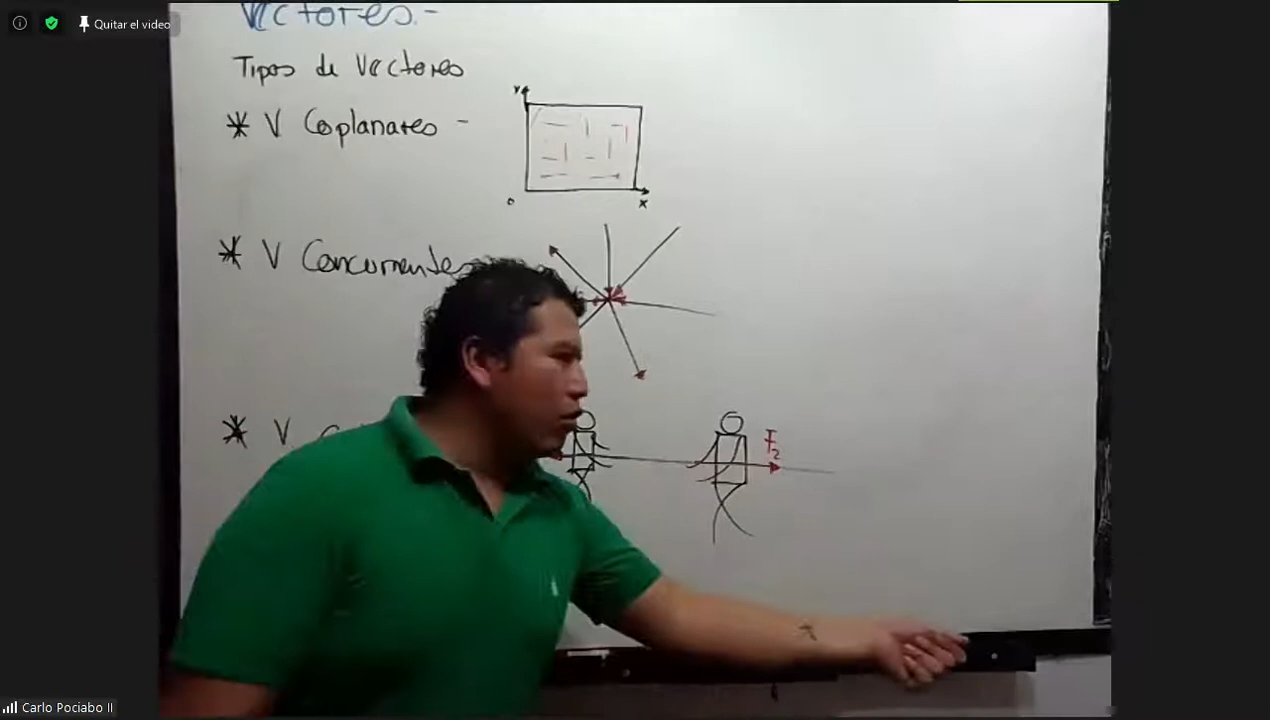 Quitar el video
Vectores.-
Tipos de Vectores
* V Coplanares -
Y
o
X
* V Concurrentes
* V
F2
Carlo Pociabo II